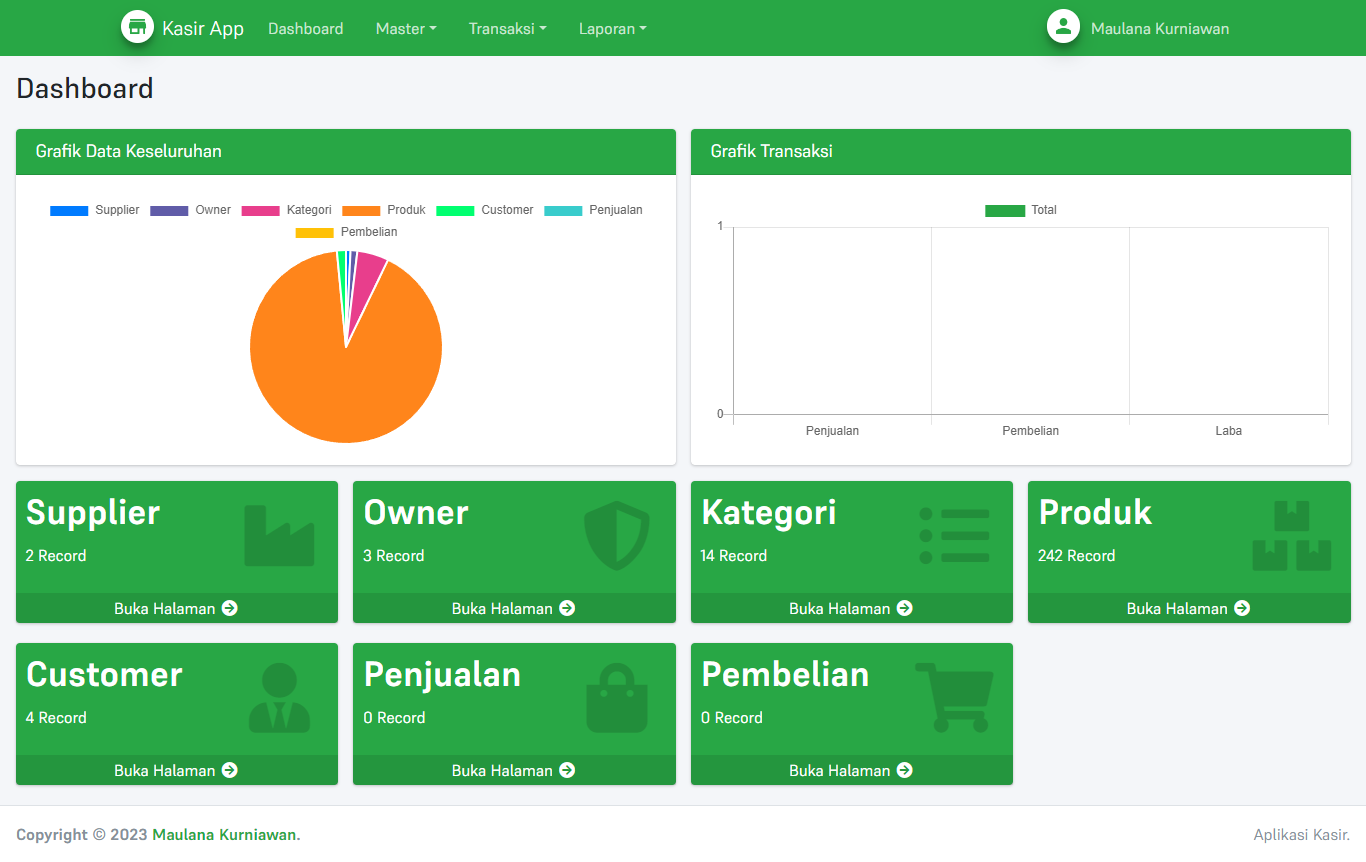 Kasir App Dashboard Master Transaksi Laporan Maulana Kurniawan
Dashboard
Grafik Data Keseluruhan
Supplier Owner Kategori Produk Customer Penjualan
Pembelian
Grafik Transaksi
Total
1
0
Penjualan Pembelian Laba
Supplier
2 Record
Buka Halaman
Owner
3 Record
Buka Halaman
Kategori
14 Record
Buka Halaman
Produk
242 Record
Buka Halaman
Customer
4 Record
Buka Halaman
Penjualan
0 Record
Buka Halaman
Pembelian
0 Record
Buka Halaman
Copyright © 2023 Maulana Kurniawan. Aplikasi Kasir.